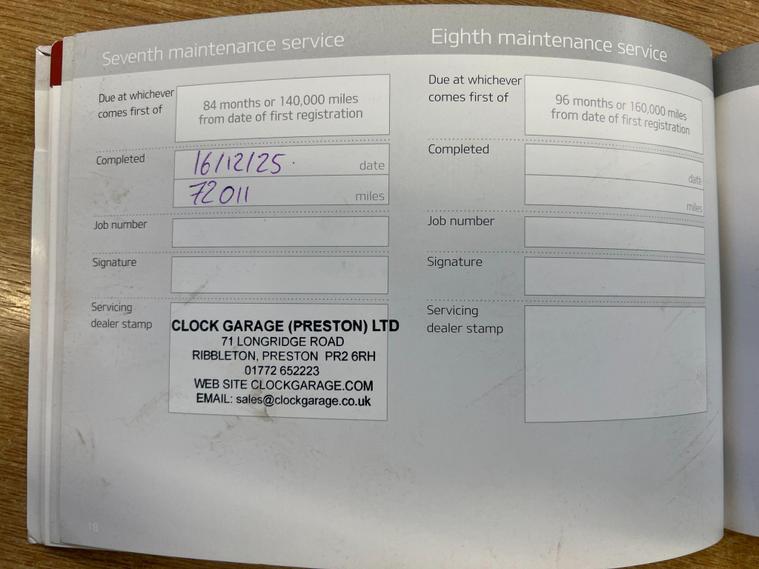 Seventh maintenance service
Due at whichever
comes first of
84 months or 140,000 miles
from date of first registration
Completed
16/12/25.
date
72011
miles
Job number
Signature
Servicing
dealer stamp
CLOCK GARAGE (PRESTON) LTD
71 LONGRIDGE ROAD
RIBBLETON, PRESTON PR2 6RH
01772 652223
WEB SITE CLOCKGARAGE.COM
EMAIL: sales@clockgarage.co.uk
18
Eighth maintenance service
Due at whichever
comes first of
96 months or 160,000 miles
from date of first registration
Completed
date
miles
Job number
Signature
Servicing
dealer stamp